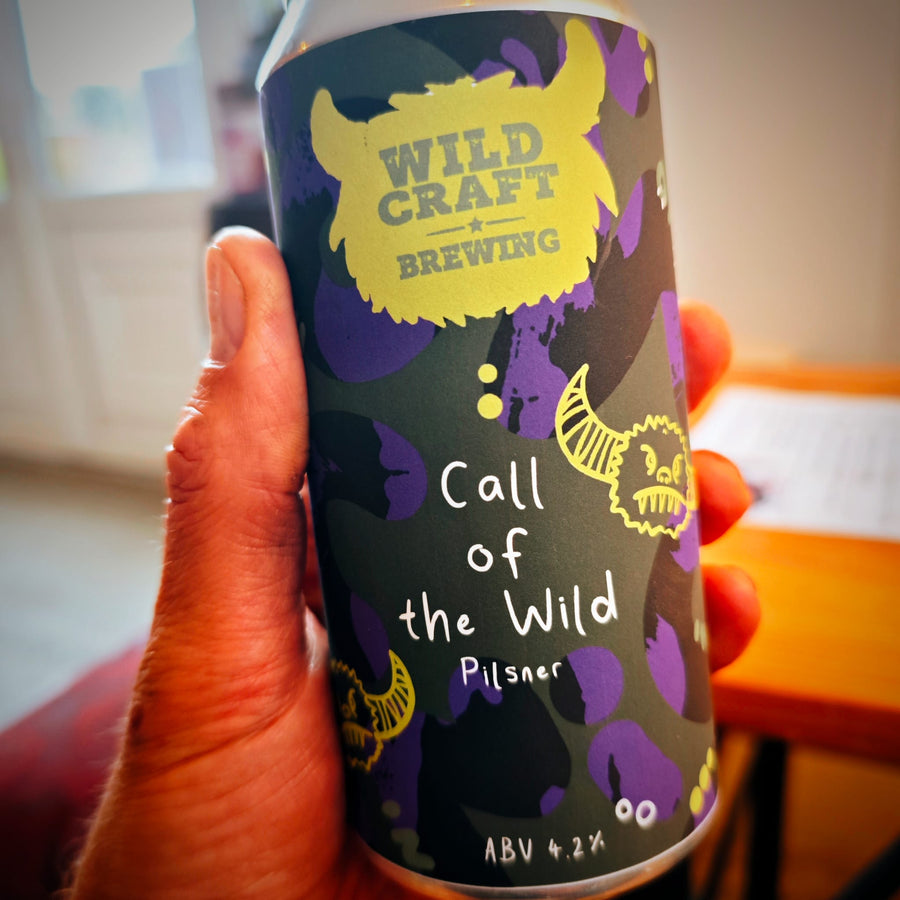 WILD
CRAFT
BREWING
Call
of
the Wild
Pilsner
ABV 4.2%